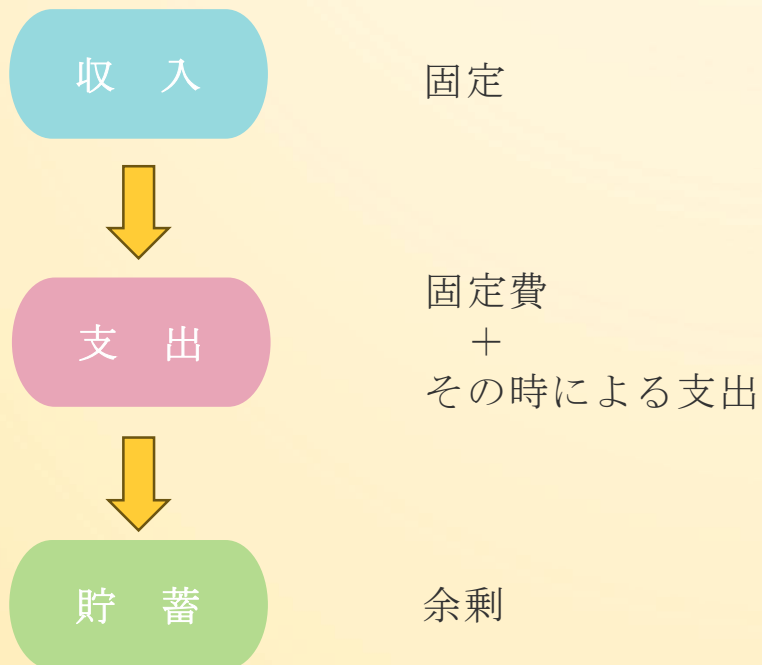 収 入
固定
支 出
固定費
＋
その時による支出
貯 蓄
余剰